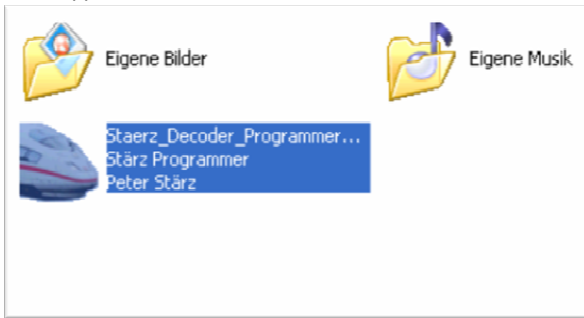 Eigene Bilder
Eigene Musik
Staerz_Decoder_Programmer...
Stärz Programmer
Peter Stärz